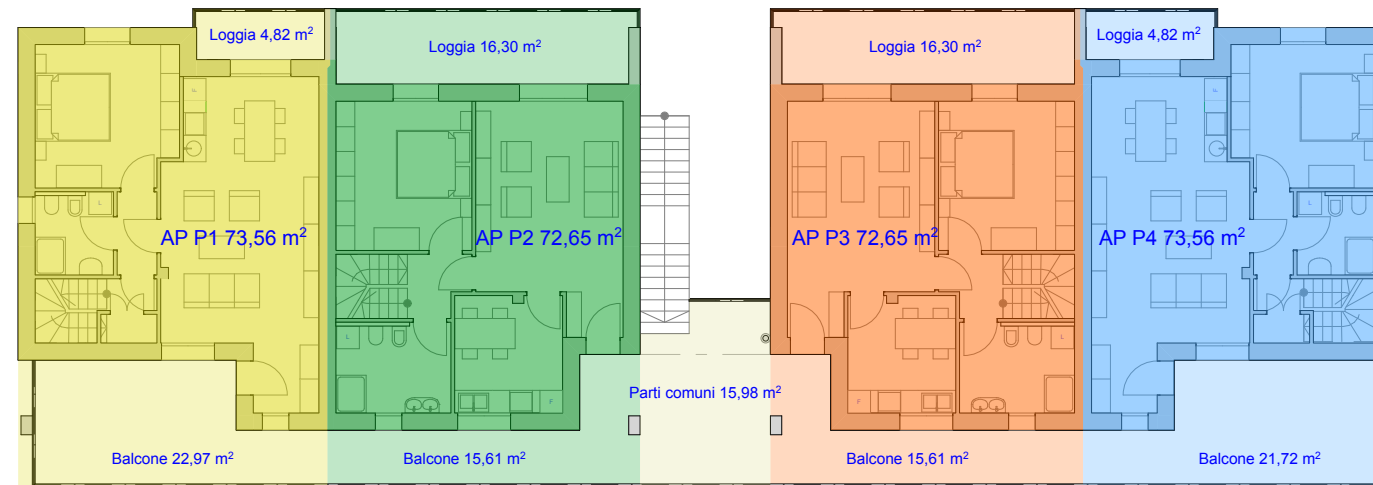 Loggia 4,82 m²
Loggia 16,30 m²
Loggia 16,30 m²
Loggia 4,82 m²
F
F
L
L
AP P1 73,56 m²
AP P2 72,65 m²
AP P3 72,65 m²
AP P4 73,56 m²
L
L
Parti comuni 15,98 m²
F
F
Balcone 22,97 m²
Balcone 15,61 m²
Balcone 15,61 m²
Balcone 21,72 m²